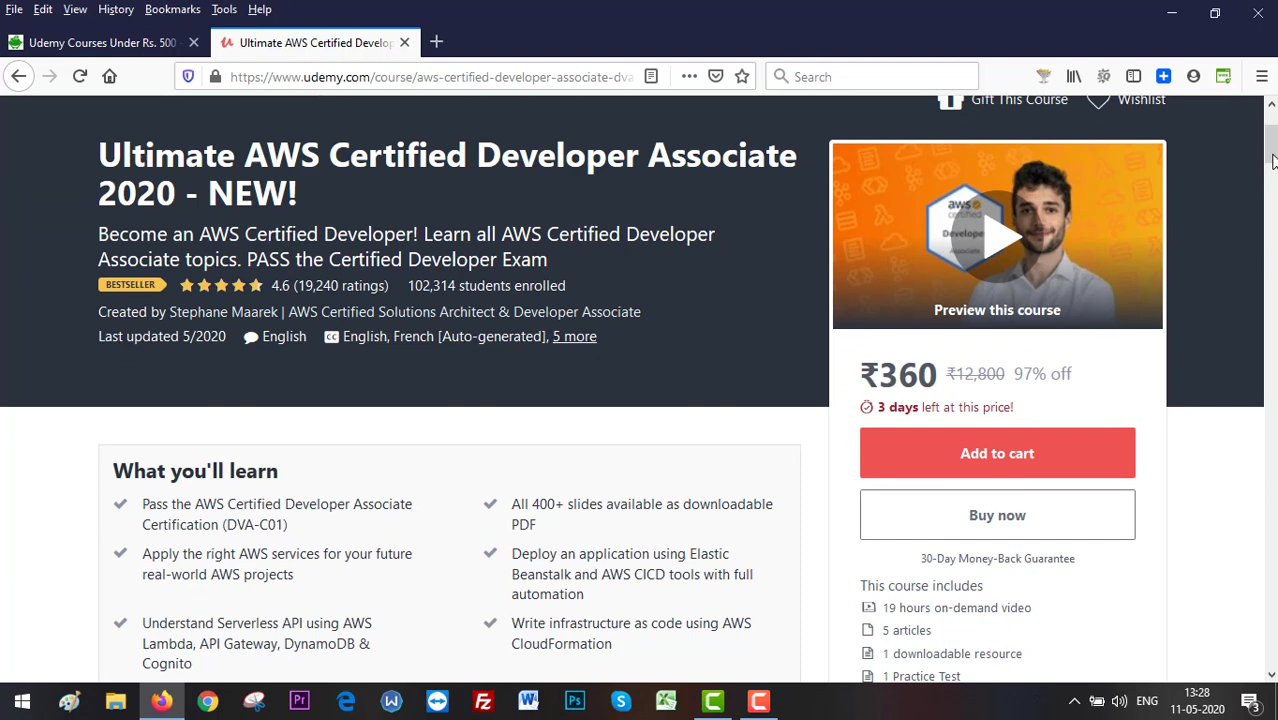 File Edit View History Bookmarks Tools Help
Udemy Courses Under Rs. 500
Ultimate AWS Certified Develop
https://www.udemy.com/course/aws-certified-developer-associate-dva
Search
Gift This Course Wishlist
Ultimate AWS Certified Developer Associate
2020 - NEW!
Become an AWS Certified Developer! Learn all AWS Certified Developer
Associate topics. PASS the Certified Developer Exam
BESTSELLER 4.6 (19,240 ratings) 102,314 students enrolled
Created by Stephane Maarek | AWS Certified Solutions Architect & Developer Associate
Last updated 5/2020 English CC English, French [Auto-generated], 5 more
aws
certified
Developer
Preview this course
₹360 ₹12,800 97% off
3 days left at this price!
Add to cart
Buy now
30-Day Money-Back Guarantee
This course includes
19 hours on-demand video
5 articles
1 downloadable resource
1 Practice Test
What you'll learn
Pass the AWS Certified Developer Associate
Certification (DVA-C01)
Apply the right AWS services for your future
real-world AWS projects
Understand Serverless API using AWS
Lambda, API Gateway, DynamoDB &
Cognito
All 400+ slides available as downloadable
PDF
Deploy an application using Elastic
Beanstalk and AWS CICD tools with full
automation
Write infrastructure as code using AWS
CloudFormation
ENG
13:28
11-05-2020
3